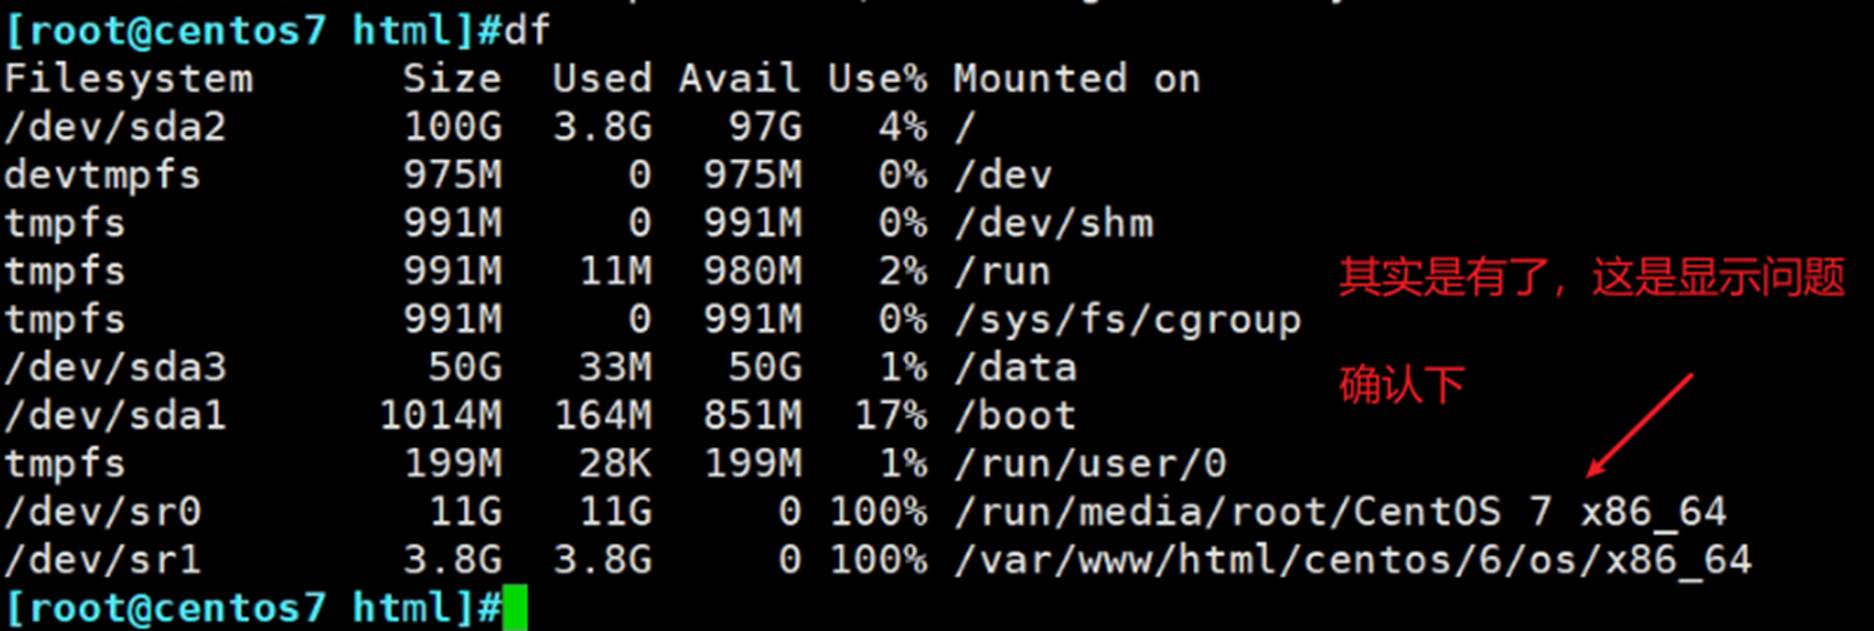 [root@centos7 html]#df
Filesystem      Size  Used Avail Use% Mounted on
/dev/sda2       100G  3.8G   97G   4% /
devtmpfs        975M     0  975M   0% /dev
tmpfs           991M     0  991M   0% /dev/shm
tmpfs           991M   11M  980M   2% /run
其实是有了，这是显示问题
tmpfs           991M     0  991M   0% /sys/fs/cgroup
/dev/sda3        50G   33M   50G   1% /data
确认下
/dev/sda1      1014M  164M  851M  17% /boot
tmpfs           199M   28K  199M   1% /run/user/0
/dev/sr0         11G   11G     0 100% /run/media/root/CentOS 7 x86_64
/dev/sr1        3.8G  3.8G     0 100% /var/www/html/centos/6/os/x86_64
[root@centos7 html]#